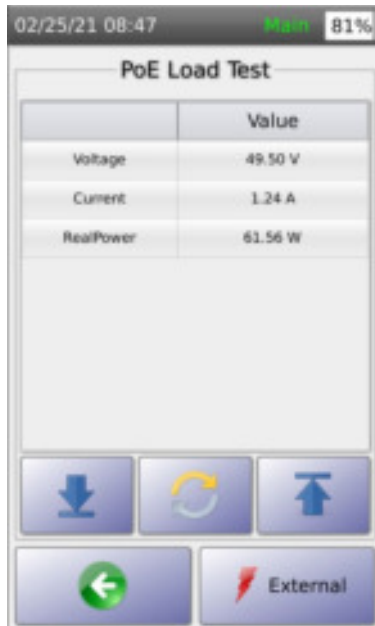 02/25/21 08:47 Main 81%
PoE Load Test
Value
Voltage 49.50 V
Current 1.24 A
RealPower 61.56 W
External